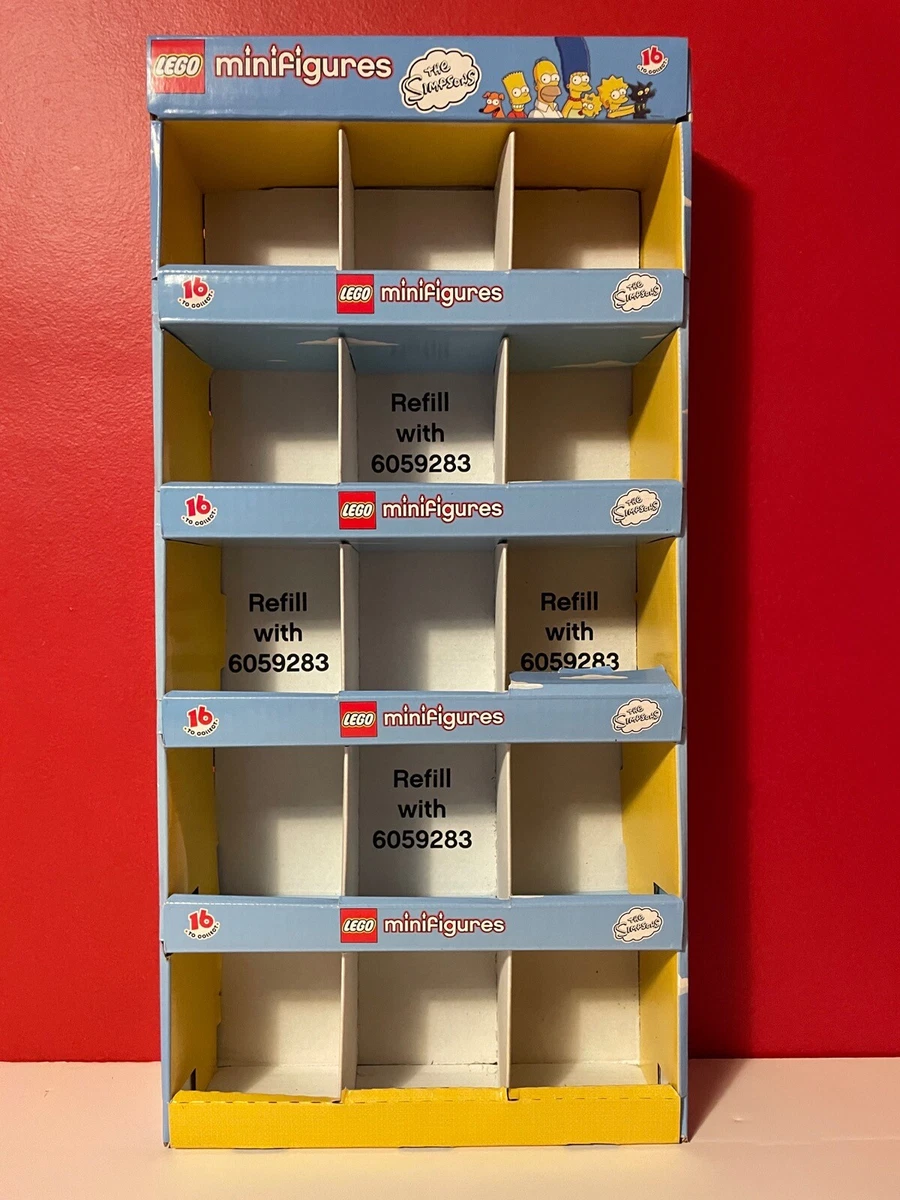 LEGO minifigures THE SIMPSONS 16 TO COLLECT
16 TO COLLECT LEGO minifigures THE SIMPSONS
Refill
with
6059283
16 TO COLLECT LEGO minifigures THE SIMPSONS
Refill
with
6059283
Refill
with
6059283
16 TO COLLECT LEGO minifigures THE SIMPSONS
Refill
with
6059283
16 TO COLLECT LEGO minifigures THE SIMPSONS